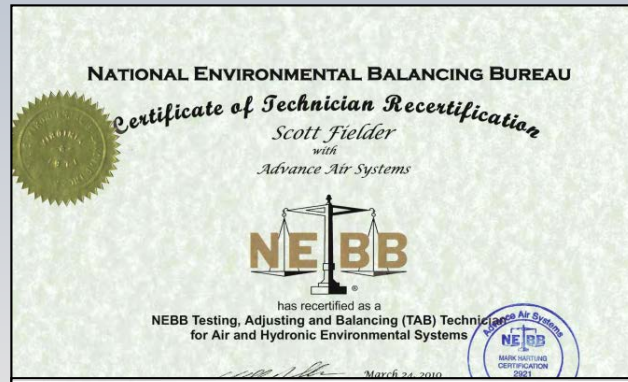 NATIONAL ENVIRONMENTAL BALANCING BUREAU
Certificate of Technician Recertification
Scott Fielder
with
Advance Air Systems
NEBB
®
has recertified as a
NEBB Testing, Adjusting and Balancing (TAB) Technician
for Air and Hydronic Environmental Systems
March 24, 2010
Advance Air Systems
NEBB
MARK HARTUNG
CERTIFICATION
2921